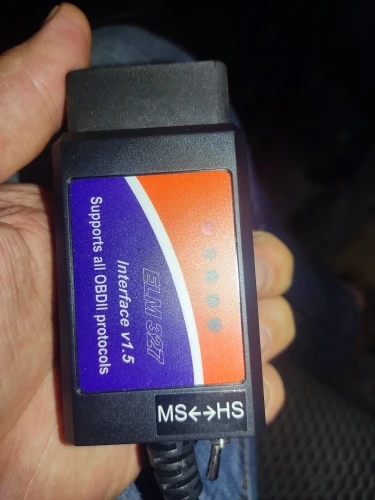 ELM 327
Interface v1.5
Supports all OBDII protocols
MS↔HS